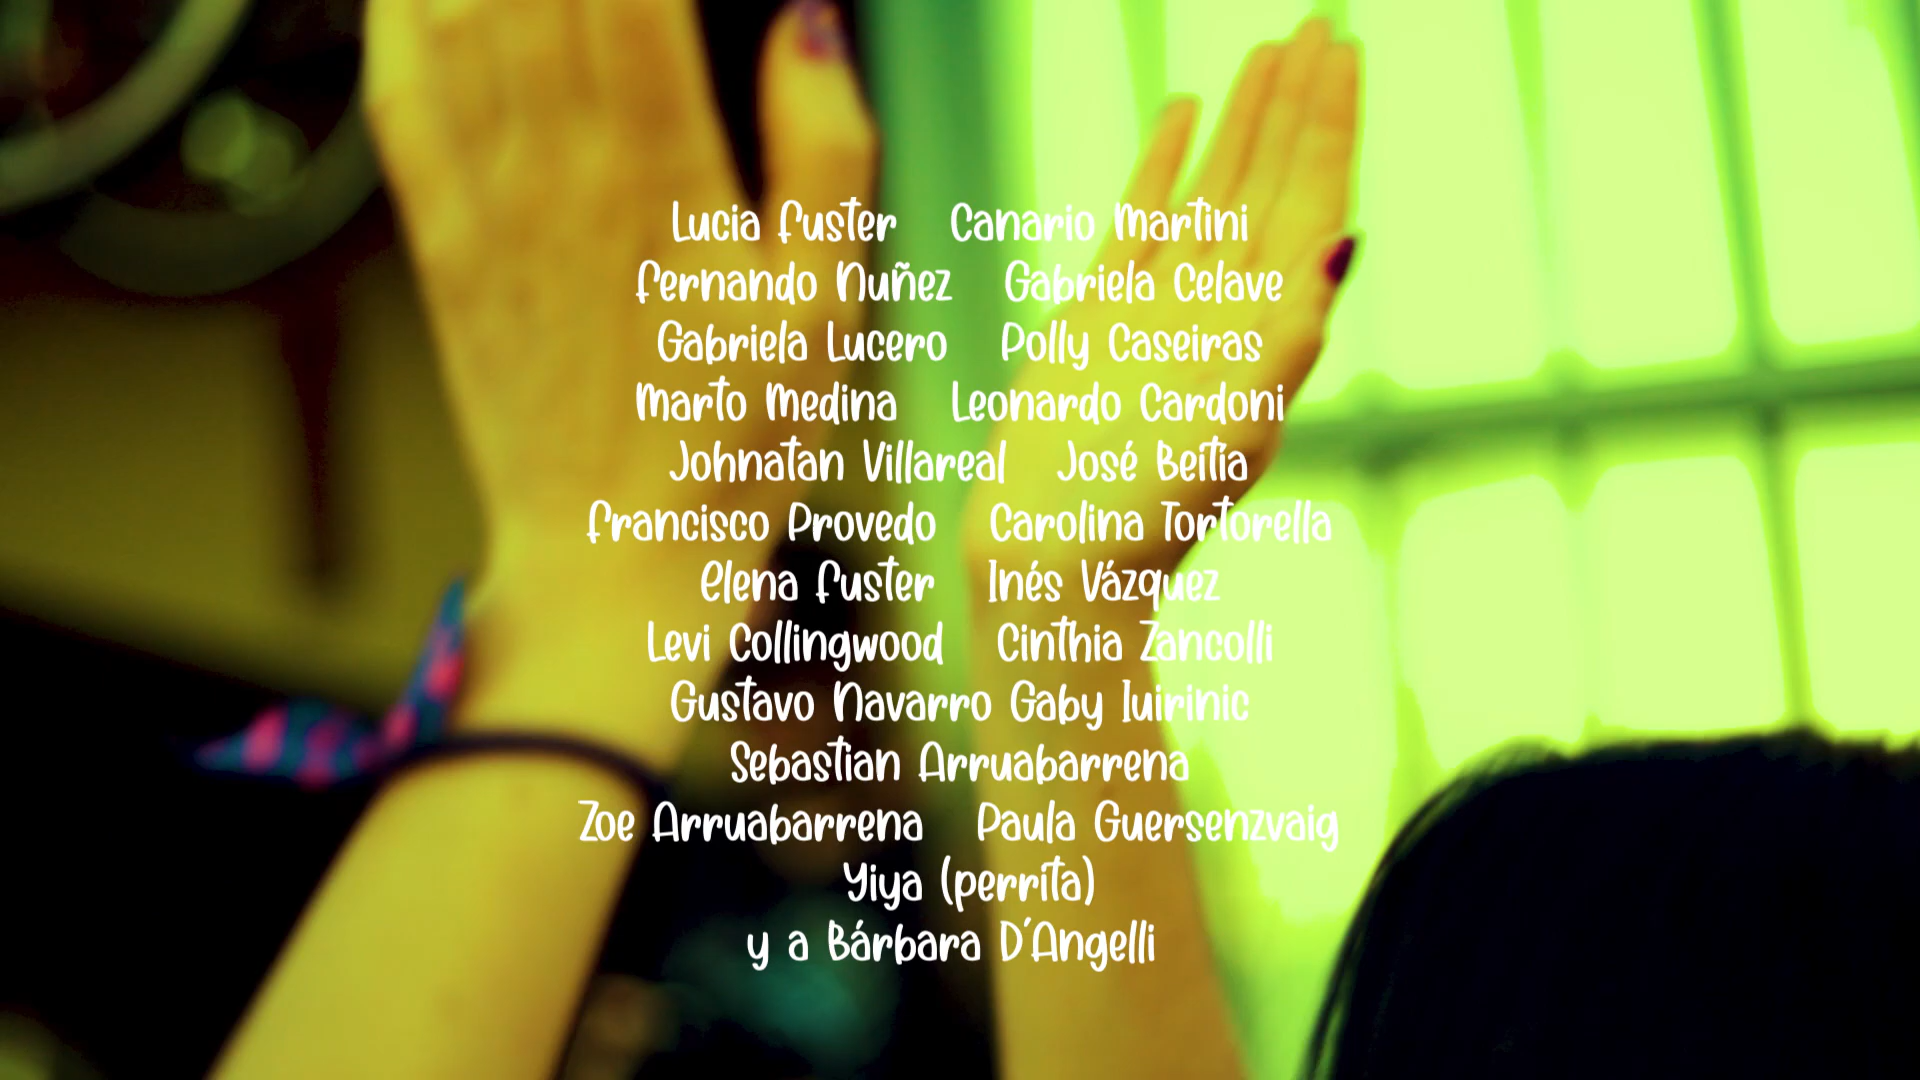 Lucia Fuster Canario Martini
Fernando Nuñez Gabriela Celave
Gabriela Lucero Polly Caseiras
Marto Medina Leonardo Cardoni
Johnatan Villareal José Beitia
Francisco Provedo Carolina Tortorella
Elena Fuster Inés Vázquez
Levi Collingwood Cinthia Zancolli
Gustavo Navarro Gaby Iuirinic
Sebastian Arruabarrena
Zoe Arruabarrena Paula Guersenzvaig
Yiya (perrita)
y a Bárbara D'Angelli